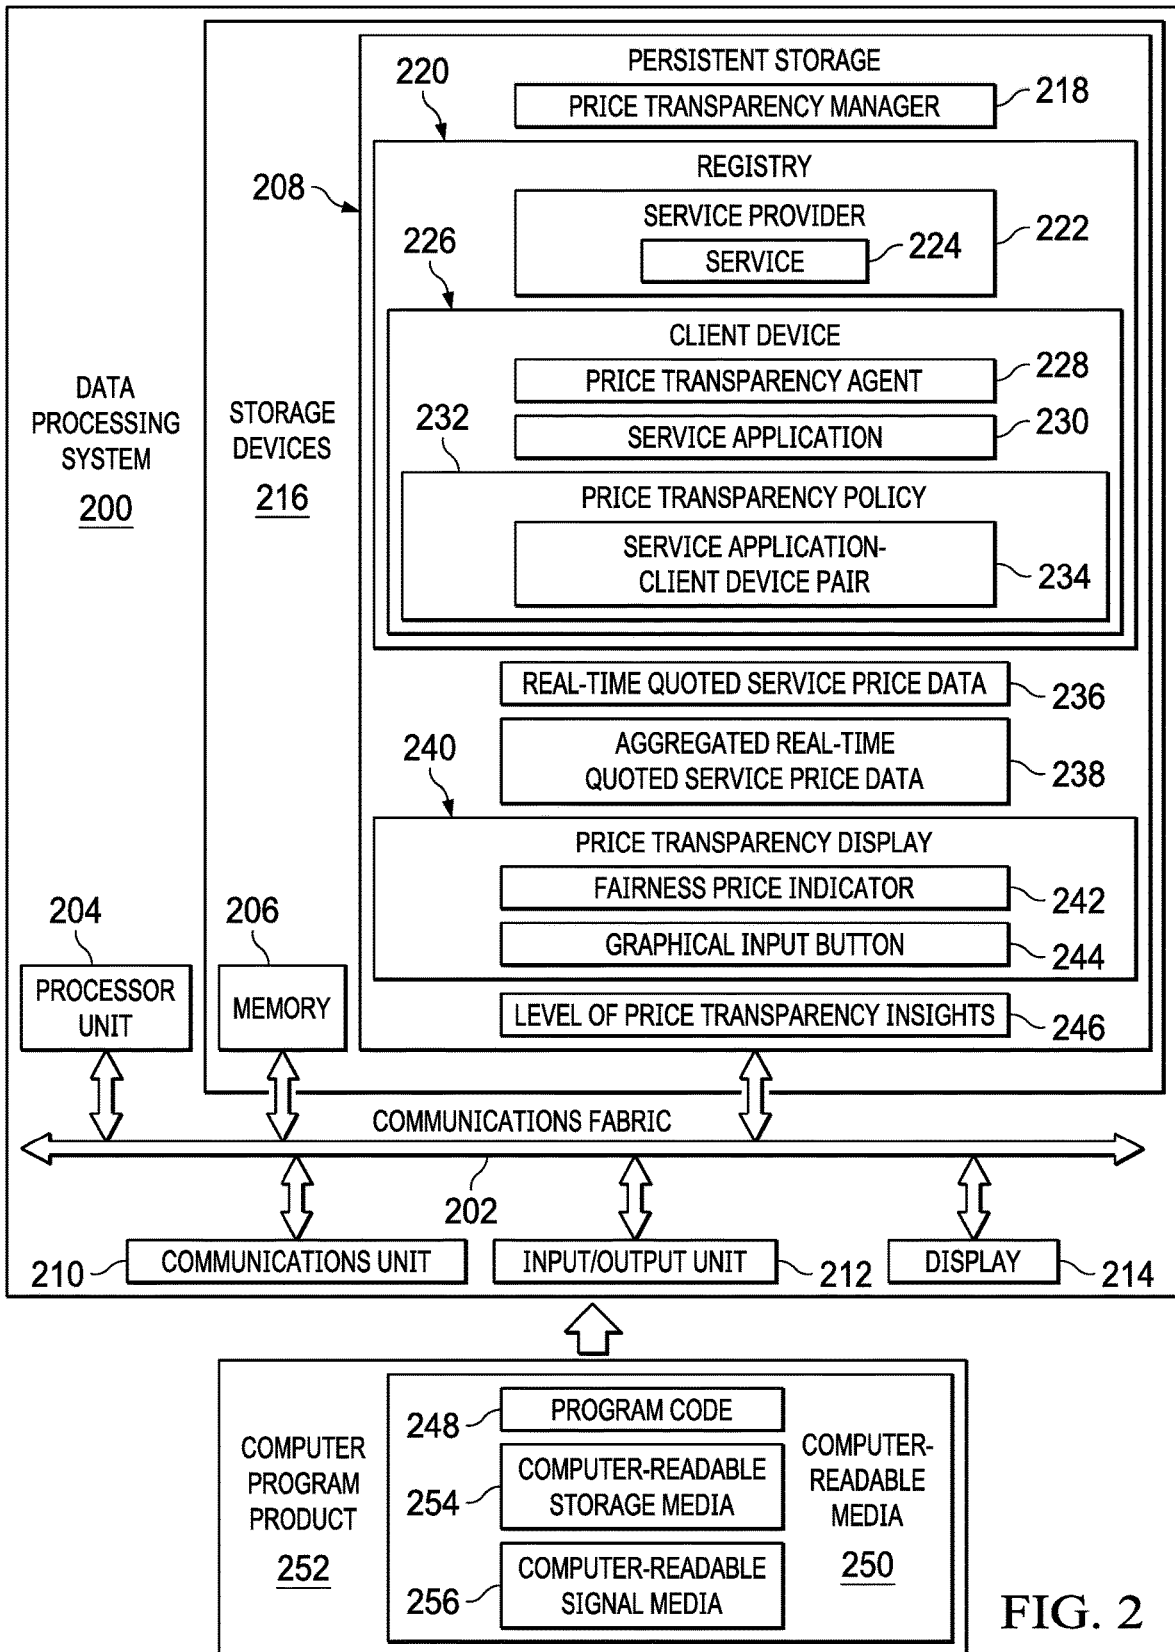 PERSISTENT STORAGE
220
PRICE TRANSPARENCY MANAGER
218
REGISTRY
208
SERVICE PROVIDER
222
226
SERVICE
224
CLIENT DEVICE
PRICE TRANSPARENCY AGENT
228
DATA
PROCESSING
SYSTEM
200
STORAGE
DEVICES
216
232
SERVICE APPLICATION
230
PRICE TRANSPARENCY POLICY
SERVICE APPLICATION-
CLIENT DEVICE PAIR
234
REAL-TIME QUOTED SERVICE PRICE DATA
236
240
AGGREGATED REAL-TIME
QUOTED SERVICE PRICE DATA
238
PRICE TRANSPARENCY DISPLAY
FAIRNESS PRICE INDICATOR
242
204
206
GRAPHICAL INPUT BUTTON
244
PROCESSOR
UNIT
MEMORY
LEVEL OF PRICE TRANSPARENCY INSIGHTS
246
COMMUNICATIONS FABRIC
202
210
COMMUNICATIONS UNIT
INPUT/OUTPUT UNIT
212
DISPLAY
214
248
PROGRAM CODE
COMPUTER
PROGRAM
PRODUCT
252
254
COMPUTER-READABLE
STORAGE MEDIA
COMPUTER-
READABLE
MEDIA
250
256
COMPUTER-READABLE
SIGNAL MEDIA
FIG. 2